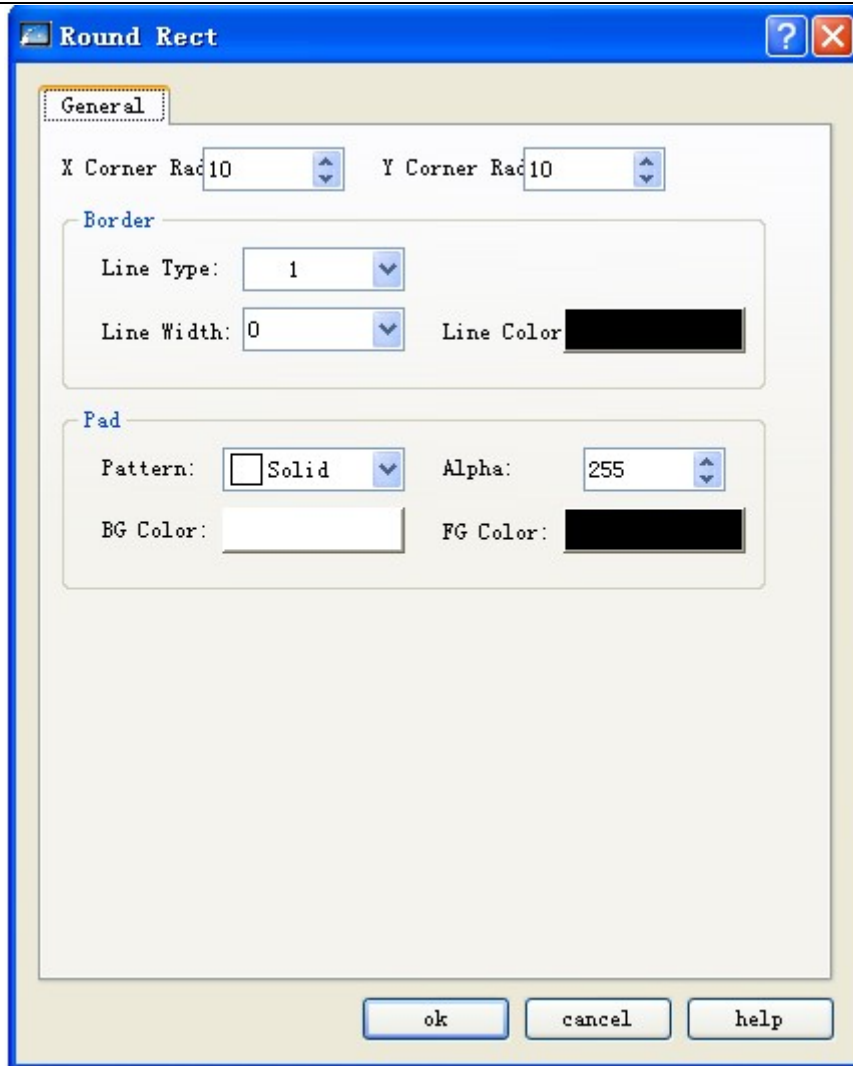 Round Rect
General
X Corner Rad 10 Y Corner Rad 10
Border
Line Type: 1
Line Width: 0 Line Color
Pad
Pattern: Solid Alpha: 255
BG Color: FG Color:
ok cancel help